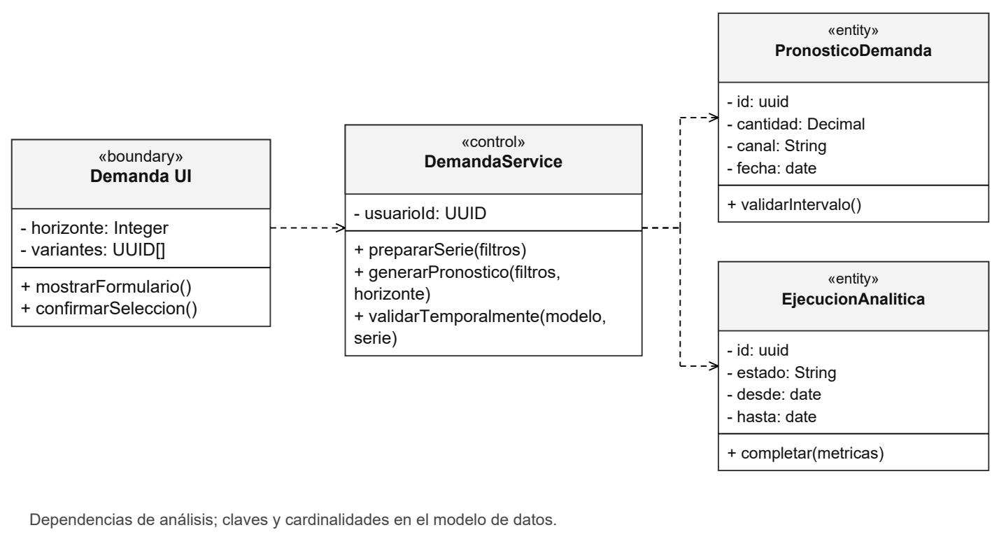 «boundary»
Demanda UI
- horizonte: Integer
- variantes: UUID[]
+ mostrarFormulario()
+ confirmarSeleccion()
«control»
DemandaService
- usuarioId: UUID
+ prepararSerie(filtros)
+ generarPronostico(filtros,
horizonte)
+ validarTemporalmente(modelo,
serie)
«entity»
PronosticoDemanda
- id: uuid
- cantidad: Decimal
- canal: String
- fecha: date
+ validarIntervalo()
«entity»
EjecucionAnalitica
- id: uuid
- estado: String
- desde: date
- hasta: date
+ completar(metricas)
Dependencias de análisis; claves y cardinalidades en el modelo de datos.